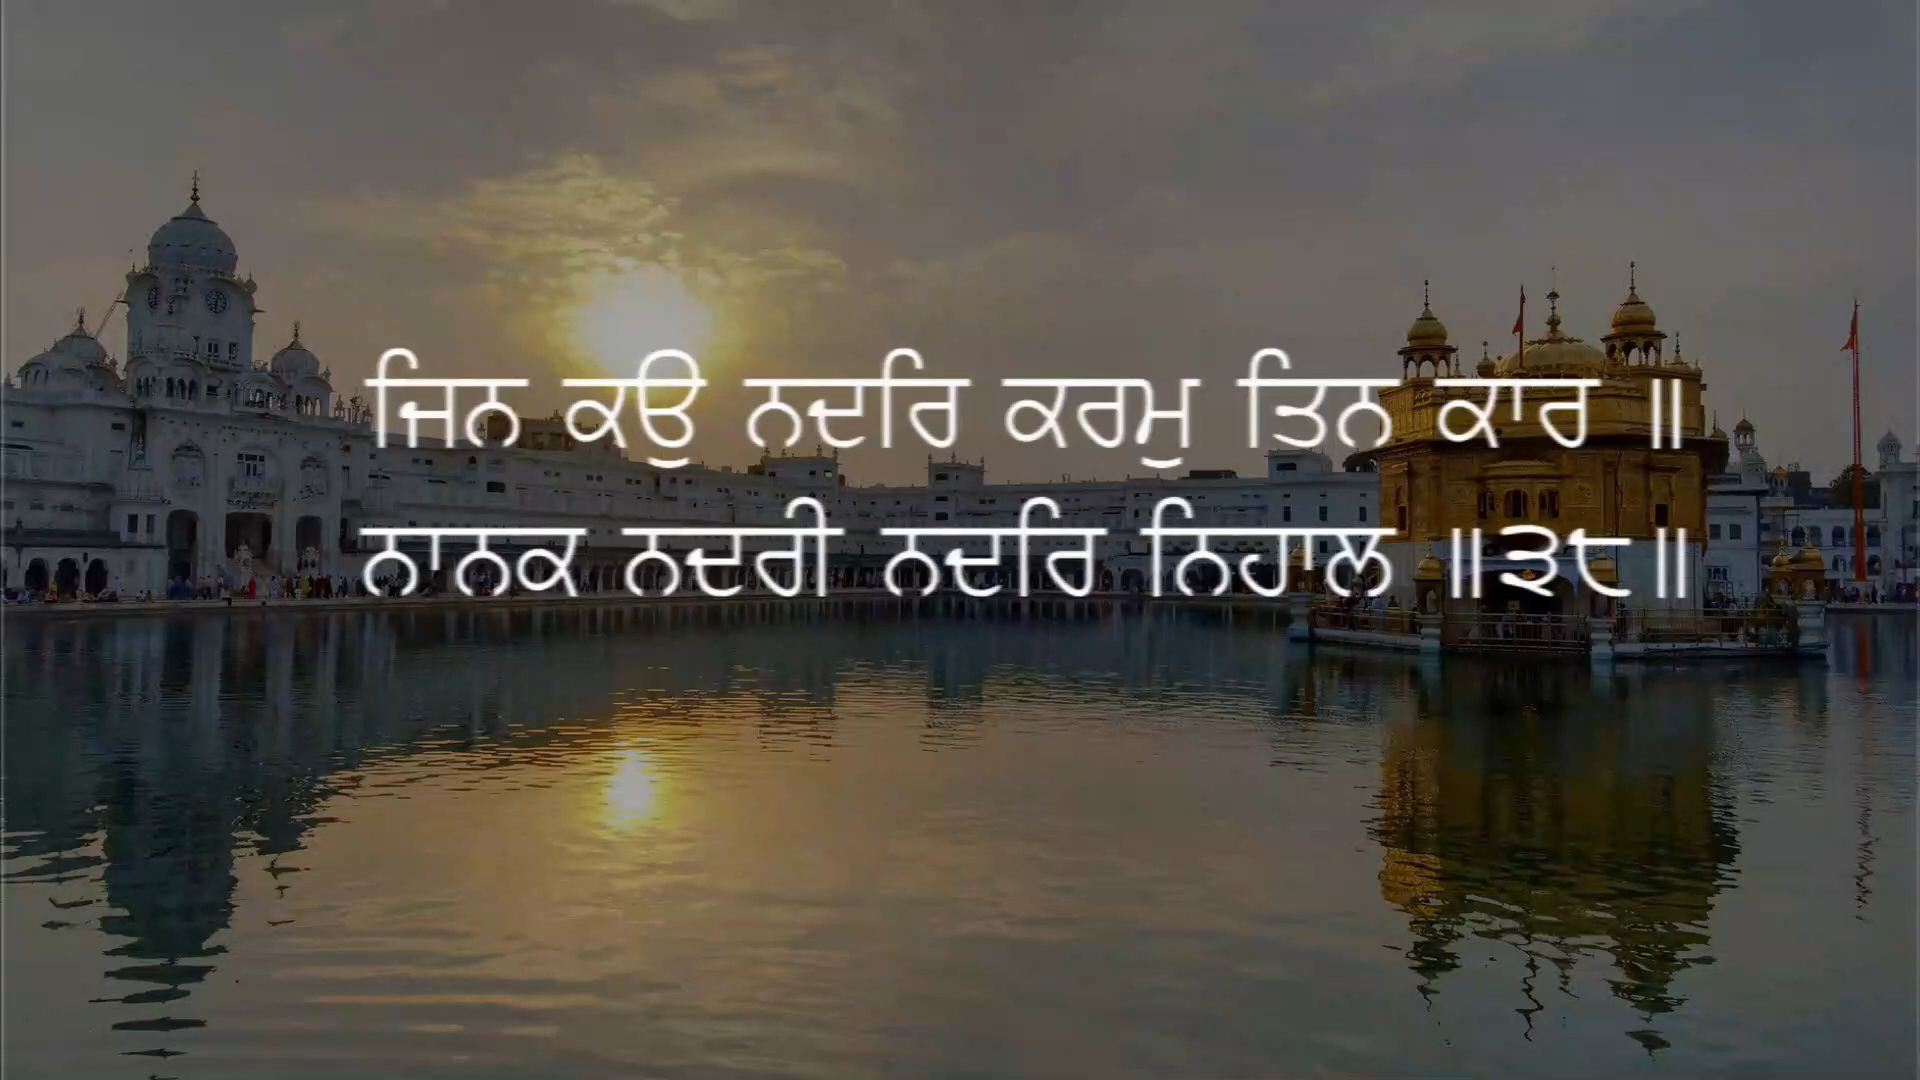 ਜਿਨ ਕਉ ਨਦਰਿ ਕਰਮੁ ਤਿਨ ਕਾਰ ॥
ਨਾਨਕ ਨਦਰੀ ਨਦਰਿ ਨਿਹਾਲ ॥੩੮॥